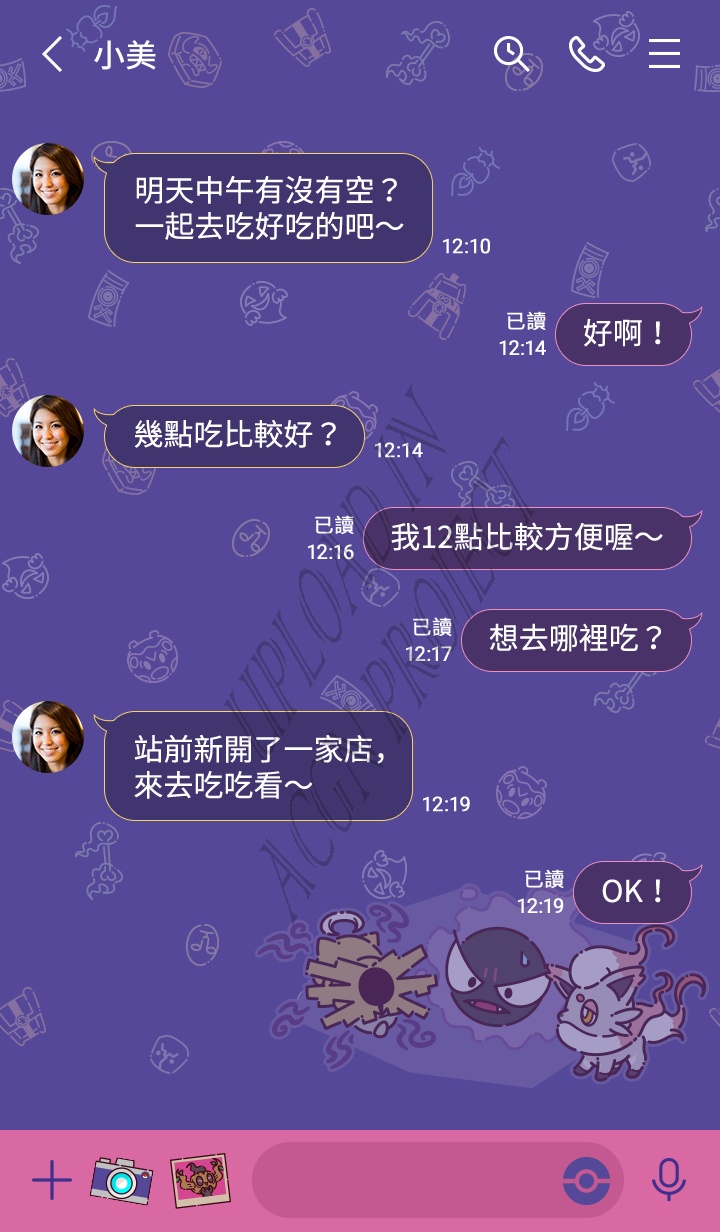 小美
明天中午有沒有空？
一起去吃好吃的吧～
12:10
已讀
12:14
好啊！
幾點吃比較好？
12:14
已讀
12:16
我12點比較方便喔～
已讀
12:17
想去哪裡吃？
站前新開了一家店，
來去吃吃看～
12:19
已讀
12:19
OK！
UPLOAD IN
ACGN PROJECT